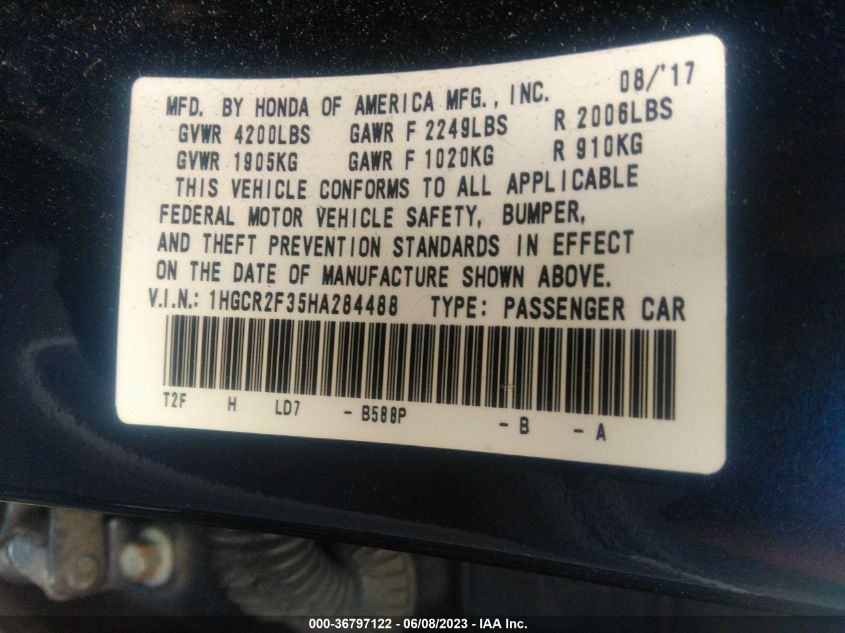 MFD. BY HONDA OF AMERICA MFG., INC. 08/'17
GVWR 4200LBS GAWR F 2249LBS R 2006LBS
GVWR 1905KG GAWR F 1020KG R 910KG
THIS VEHICLE CONFORMS TO ALL APPLICABLE
FEDERAL MOTOR VEHICLE SAFETY, BUMPER,
AND THEFT PREVENTION STANDARDS IN EFFECT
ON THE DATE OF MANUFACTURE SHOWN ABOVE.
V.I.N.: 1HGCR2F35HA284488 TYPE: PASSENGER CAR
T2F H LD7 - B588P - B - A
000-36797122 - 06/08/2023 - IAA Inc.